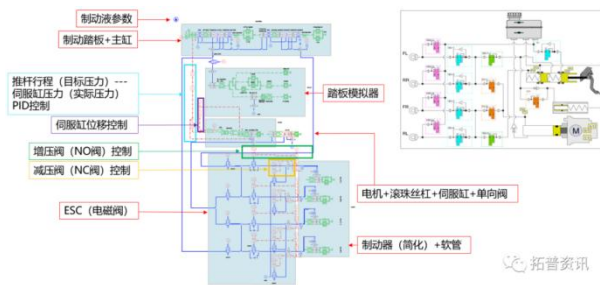 制动液参数
制动踏板+主缸
推杆行程（目标压力）---
伺服缸压力（实际压力）
PID控制
踏板模拟器
伺服缸位移控制
增压阀（NO阀）控制
减压阀（NC阀）控制
电机+滚珠丝杠+伺服缸+单向阀
ESC（电磁阀）
制动器（简化）+软管
M
拓普资讯